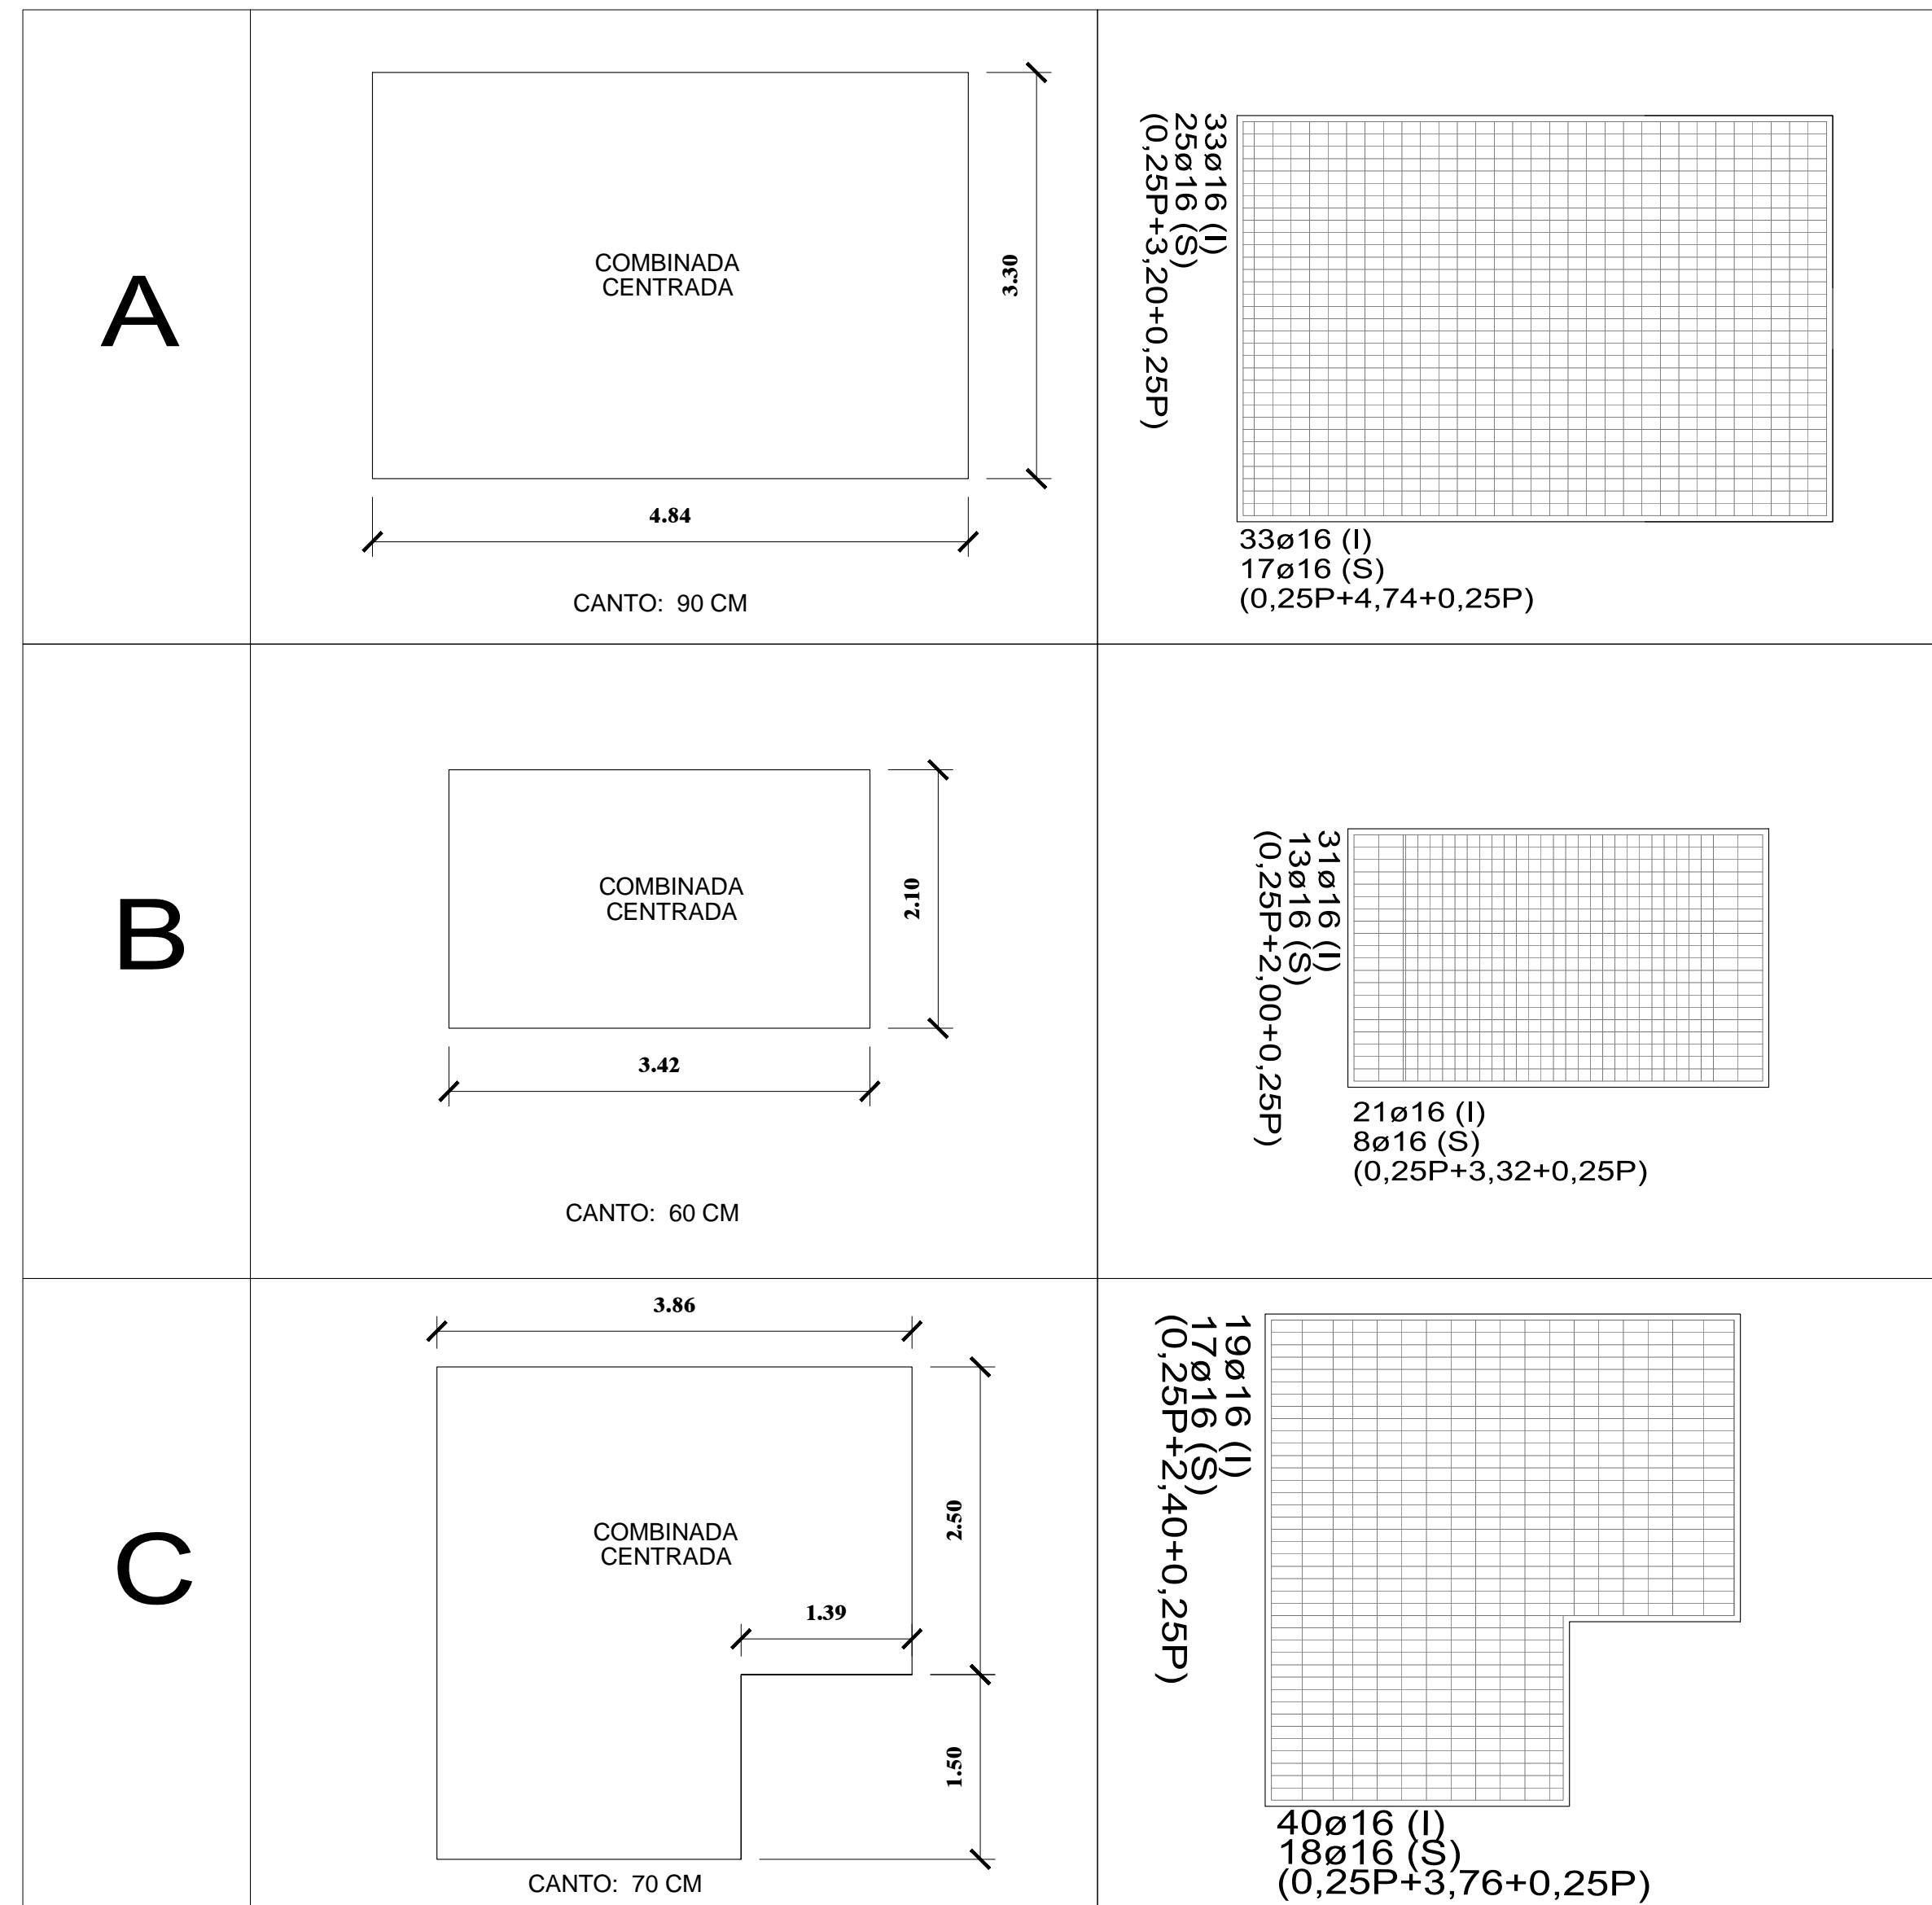 A
COMBINADA
CENTRADA
3.30
4.84
CANTO: 90 CM
33ø16 (I)
25ø16 (S)
(0,25P+3,20+0,25P)
33ø16 (I)
17ø16 (S)
(0,25P+4,74+0,25P)
B
COMBINADA
CENTRADA
2.10
3.42
CANTO: 60 CM
31ø16 (I)
13ø16 (S)
(0,25P+2,00+0,25P)
21ø16 (I)
8ø16 (S)
(0,25P+3,32+0,25P)
C
3.86
COMBINADA
CENTRADA
2.50
1.39
1.50
CANTO: 70 CM
19ø16 (I)
17ø16 (S)
(0,25P+2,40+0,25P)
40ø16 (I)
18ø16 (S)
(0,25P+3,76+0,25P)